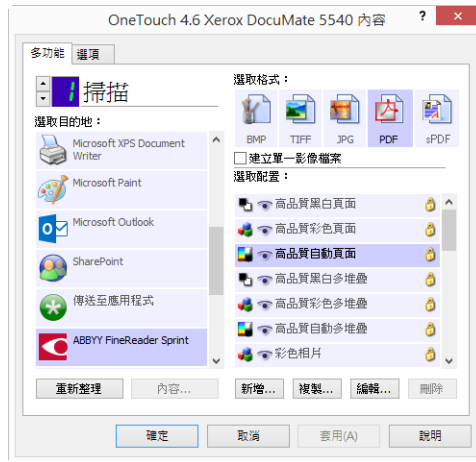 OneTouch 4.6 Xerox DocuMate 5540 內容
多功能
選項
1 掃描
選取目的地：
Microsoft XPS Document
Writer
Microsoft Paint
Microsoft Outlook
SharePoint
傳送至應用程式
ABBYY FineReader Sprint
重新整理
內容...
選取格式：
BMP
TIFF
JPG
PDF
sPDF
建立單一影像檔案
選取配置：
高品質黑白頁面
高品質彩色頁面
高品質自動頁面
高品質黑白多堆疊
高品質彩色多堆疊
高品質自動多堆疊
彩色相片
新增...
複製...
編輯...
刪除
確定
取消
套用(A)
說明